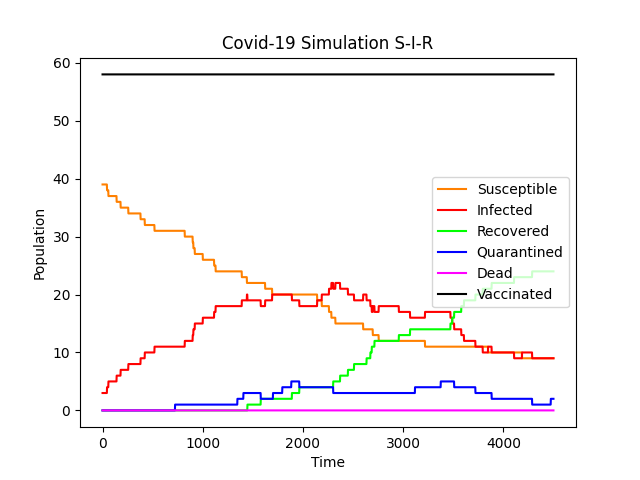 Covid-19 Simulation S-I-R
60
50
40
30
20
10
0
Population
Susceptible
Infected
Recovered
Quarantined
Dead
Vaccinated
0 1000 2000 3000 4000
Time